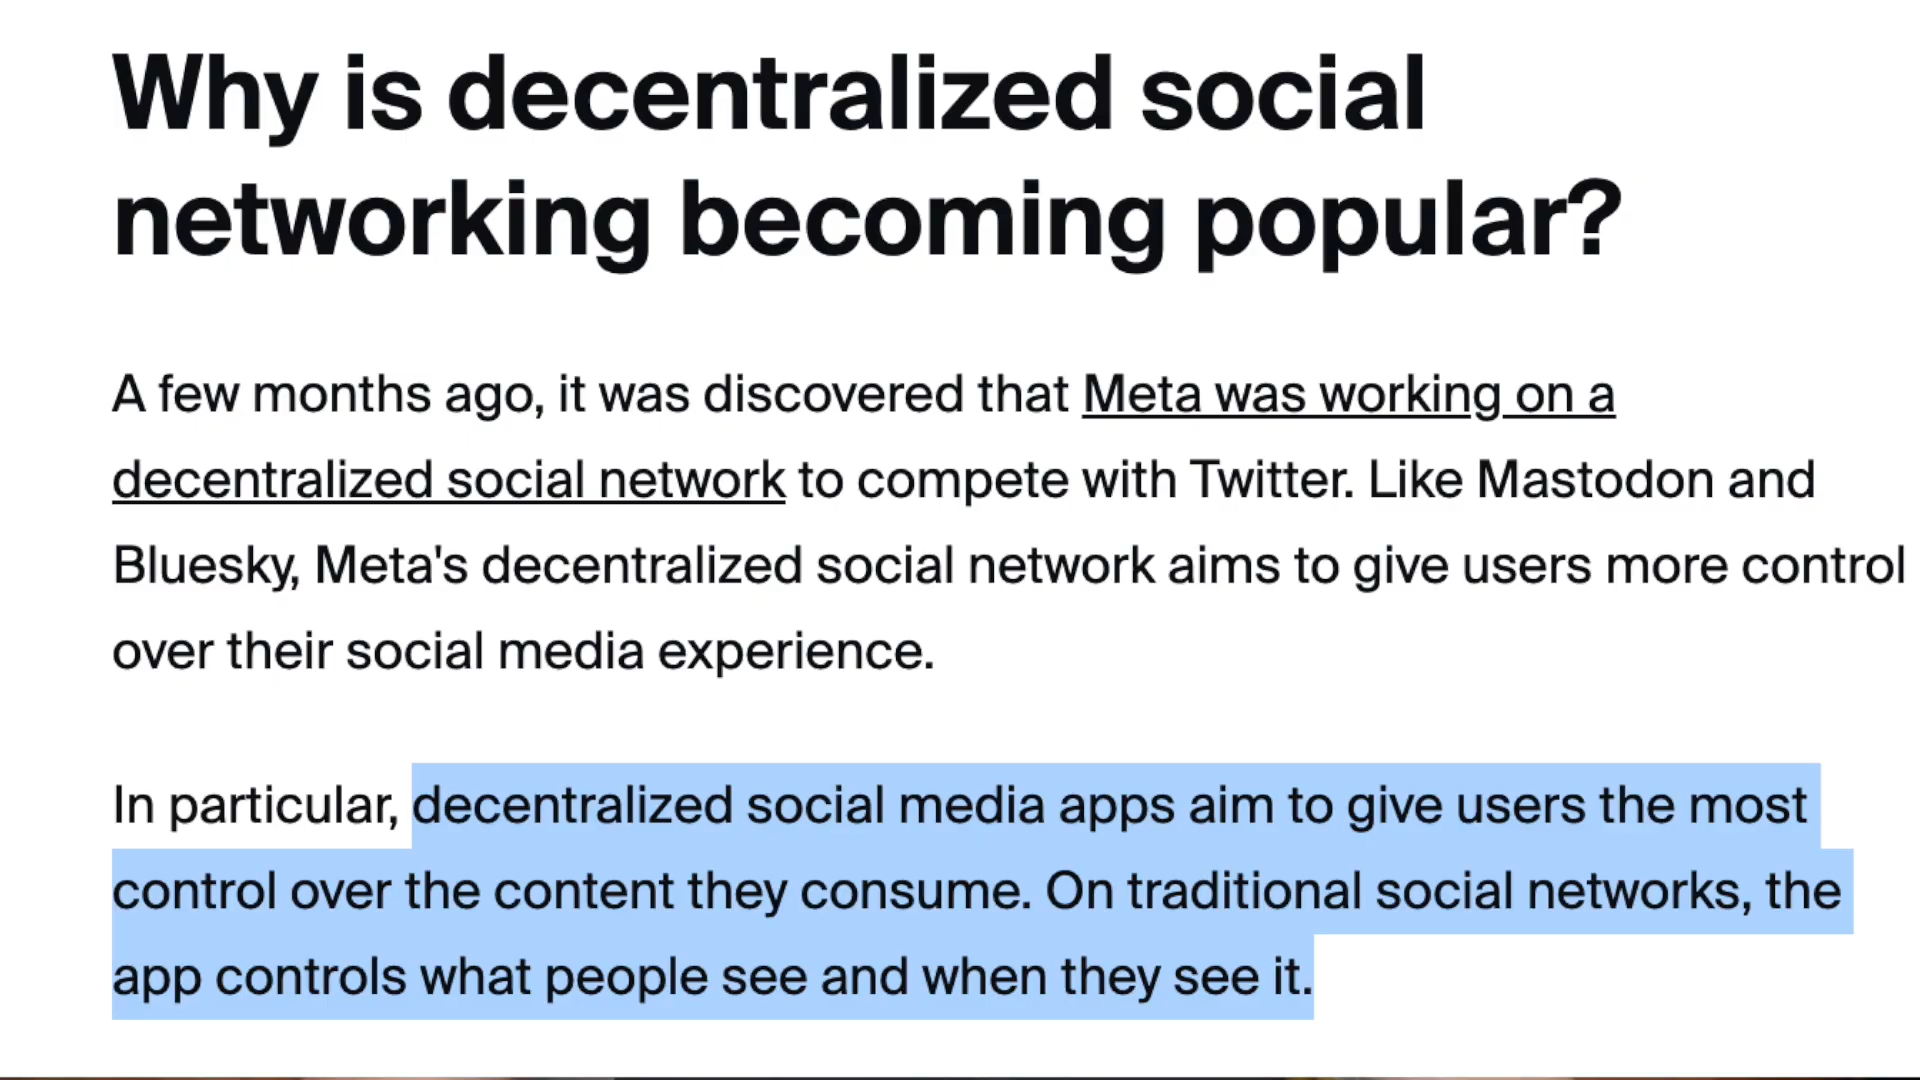 Why is decentralized social
networking becoming popular?
A few months ago, it was discovered that Meta was working on a
decentralized social network to compete with Twitter. Like Mastodon and
Bluesky, Meta's decentralized social network aims to give users more control
over their social media experience.
In particular, decentralized social media apps aim to give users the most
control over the content they consume. On traditional social networks, the
app controls what people see and when they see it.